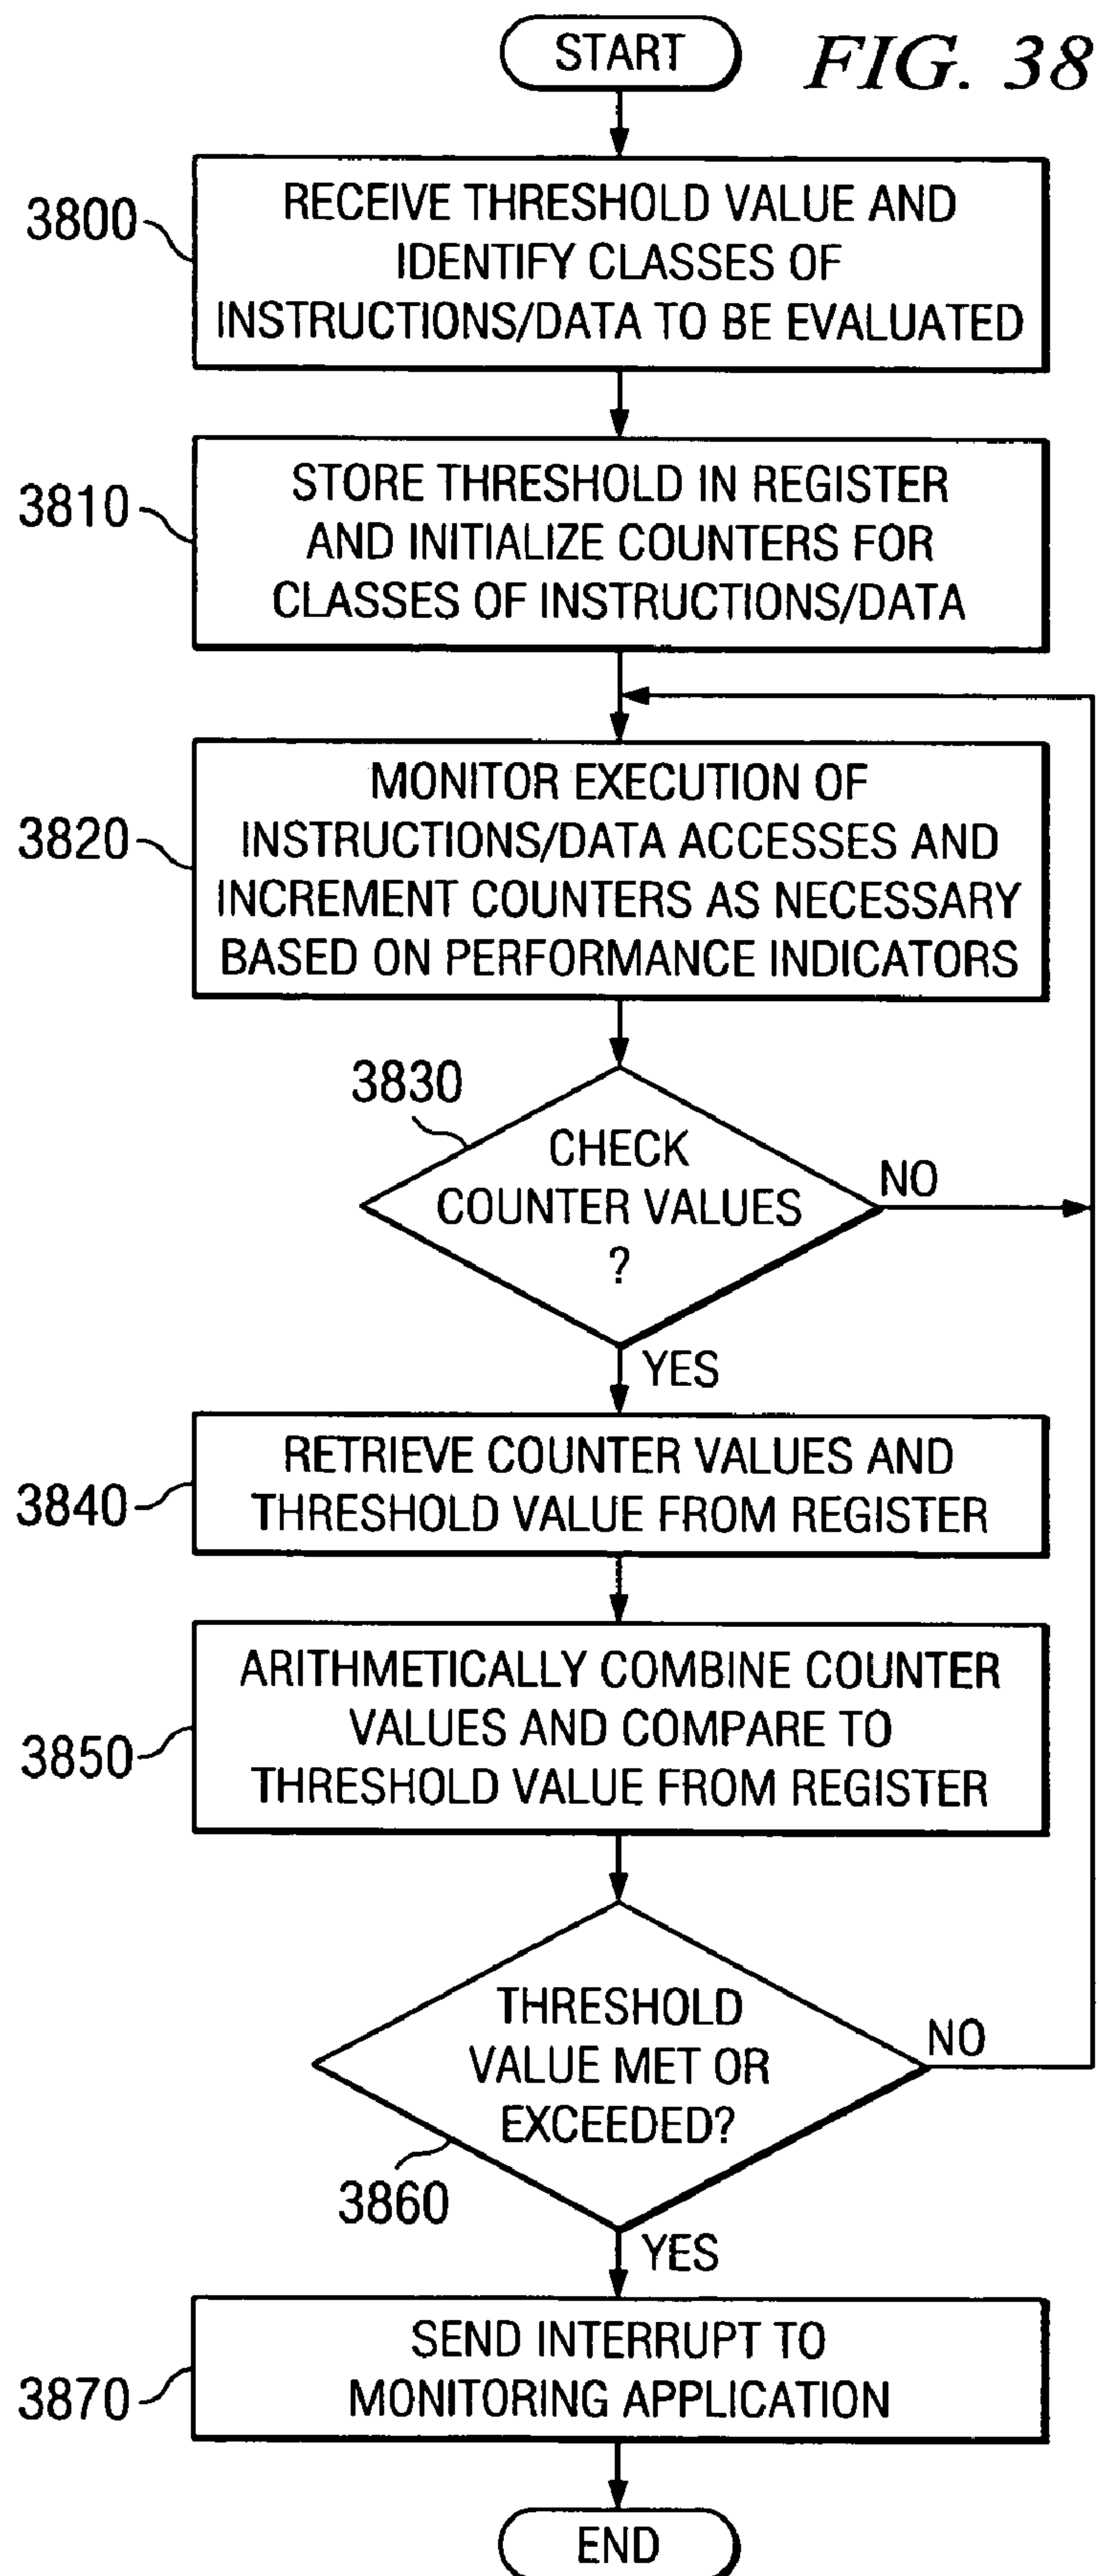 START
FIG. 38
3800
RECEIVE THRESHOLD VALUE AND
IDENTIFY CLASSES OF
INSTRUCTIONS/DATA TO BE EVALUATED
3810
STORE THRESHOLD IN REGISTER
AND INITIALIZE COUNTERS FOR
CLASSES OF INSTRUCTIONS/DATA
3820
MONITOR EXECUTION OF
INSTRUCTIONS/DATA ACCESSES AND
INCREMENT COUNTERS AS NECESSARY
BASED ON PERFORMANCE INDICATORS
3830
CHECK
COUNTER VALUES
?
NO
YES
3840
RETRIEVE COUNTER VALUES AND
THRESHOLD VALUE FROM REGISTER
3850
ARITHMETICALLY COMBINE COUNTER
VALUES AND COMPARE TO
THRESHOLD VALUE FROM REGISTER
THRESHOLD
VALUE MET OR
EXCEEDED?
NO
3860
YES
3870
SEND INTERRUPT TO
MONITORING APPLICATION
END